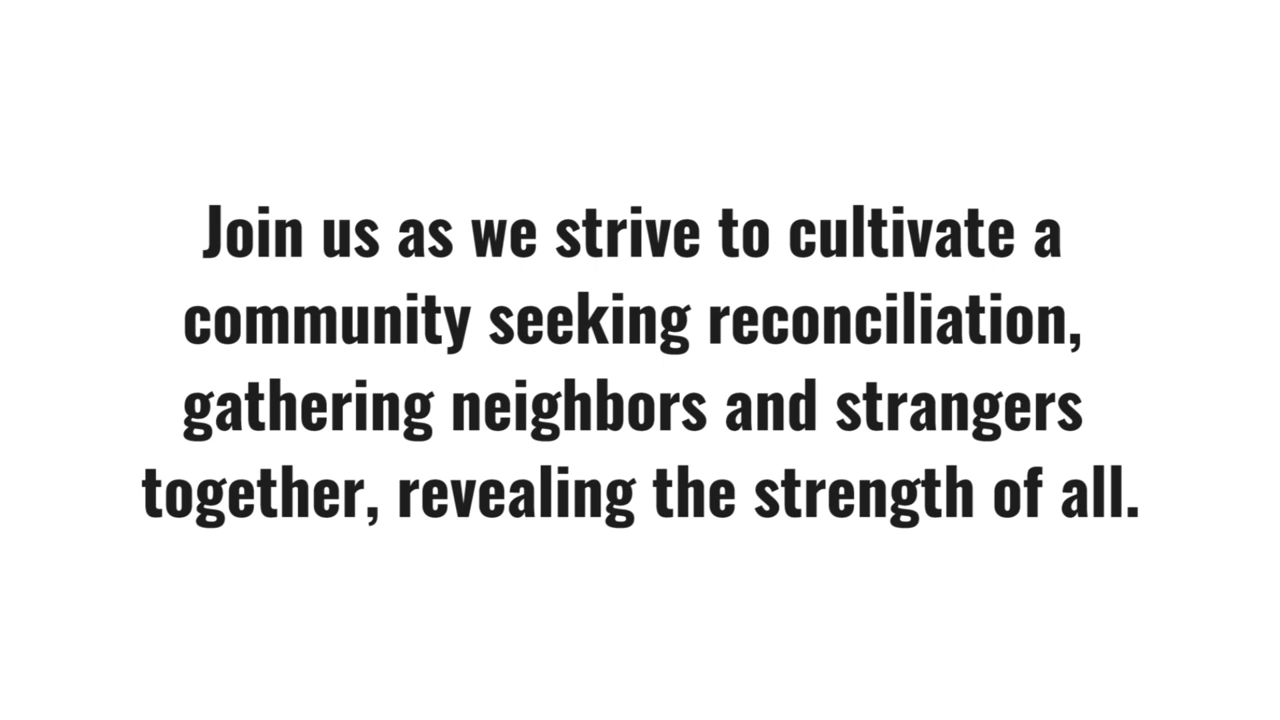 Join us as we strive to cultivate a
community seeking reconciliation,
gathering neighbors and strangers
together, revealing the strength of all.